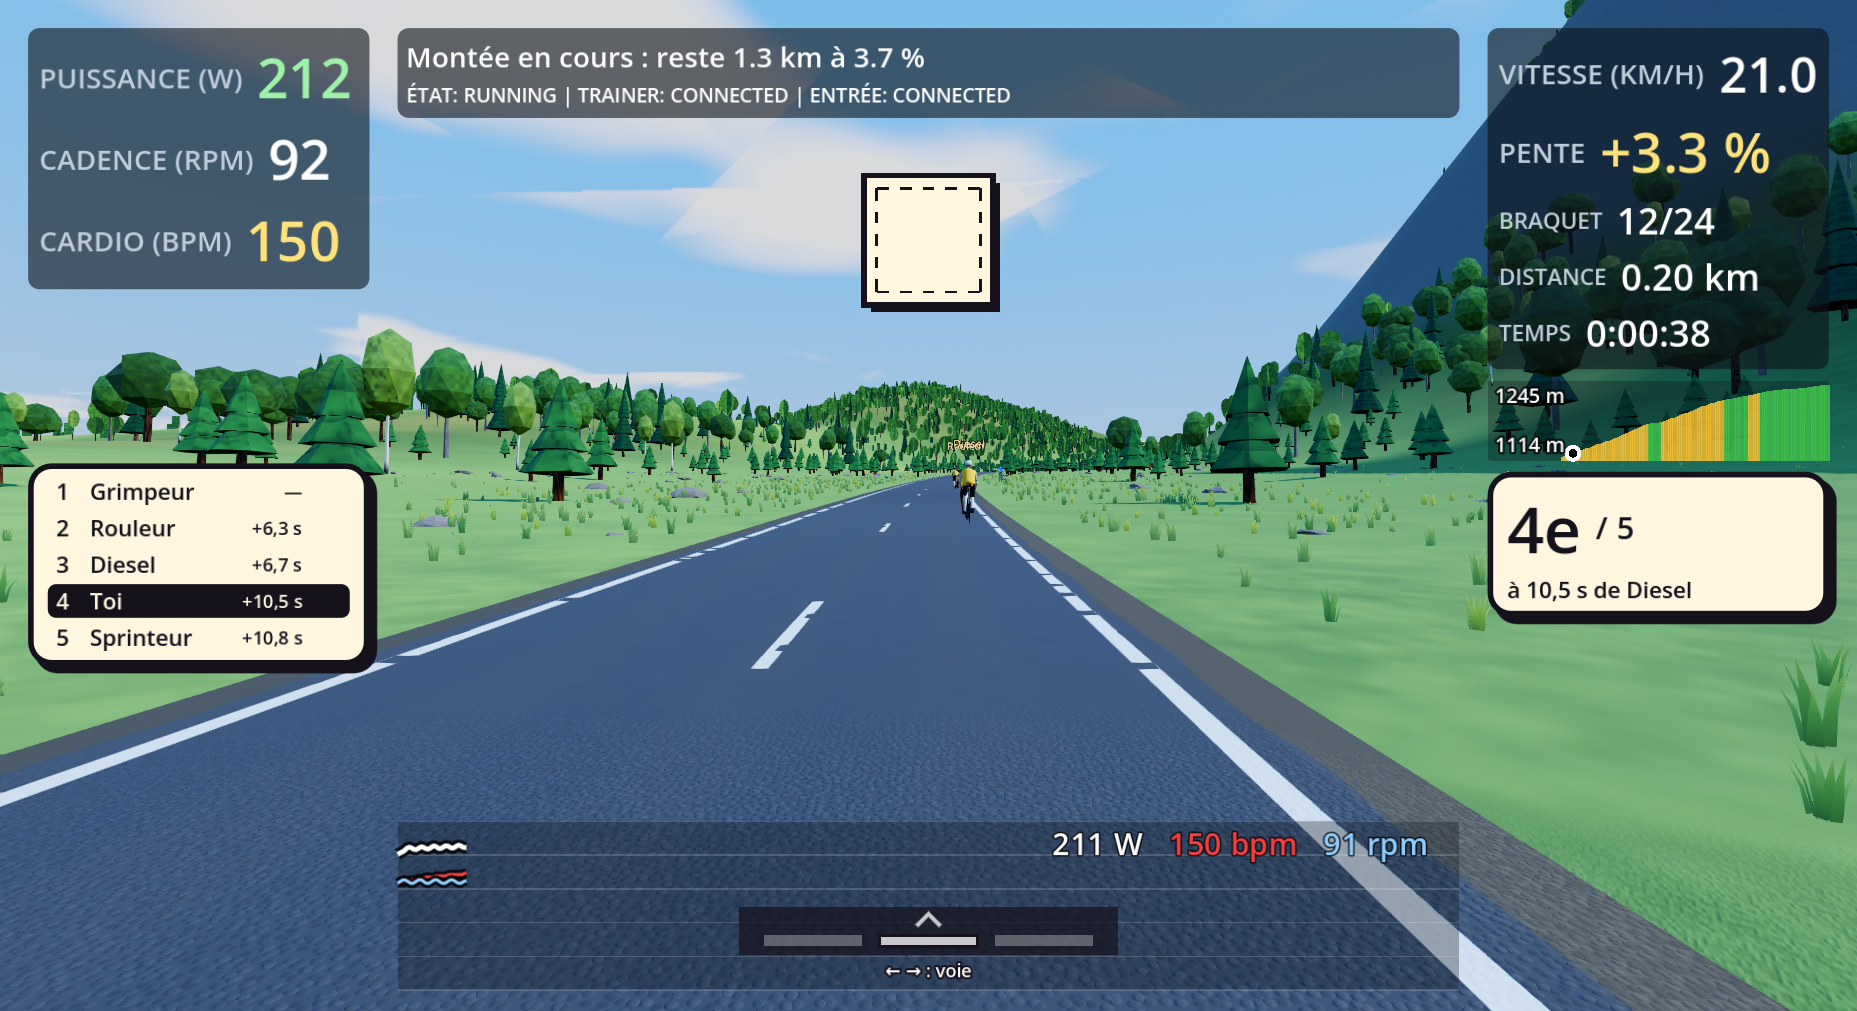 PUISSANCE (W) 212
CADENCE (RPM) 92
CARDIO (BPM) 150
Montée en cours : reste 1.3 km à 3.7 %
ÉTAT: RUNNING | TRAINER: CONNECTED | ENTRÉE: CONNECTED
VITESSE (KM/H) 21.0
PENTE +3.3 %
BRAQUET 12/24
DISTANCE 0.20 km
TEMPS 0:00:38
1245 m
1114 m
1 Grimpeur —
2 Rouleur +6,3 s
3 Diesel +6,7 s
4 Toi +10,5 s
5 Sprinteur +10,8 s
4e / 5
à 10,5 s de Diesel
211 W 150 bpm 91 rpm
← → : voie